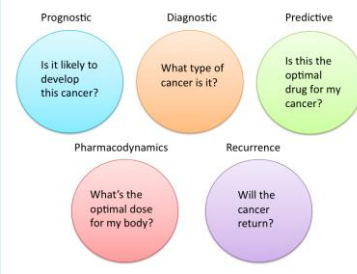 Prognostic
Diagnostic
Predictive
Is it likely to
develop
this cancer?
What type of
cancer is it?
Is this the
optimal
drug for my
cancer?
Pharmacodynamics
Recurrence
What's the
optimal dose
for my body?
Will the
cancer
return?